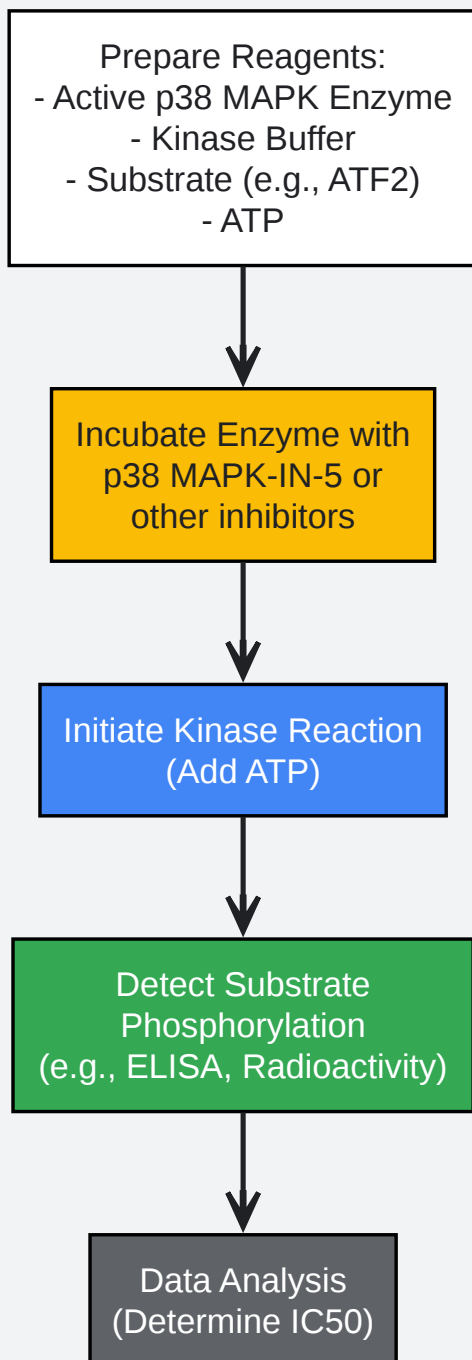 Prepare Reagents:
- Active p38 MAPK Enzyme
- Kinase Buffer
- Substrate (e.g., ATF2)
- ATP
Incubate Enzyme with
p38 MAPK-IN-5 or
other inhibitors
Initiate Kinase Reaction
(Add ATP)
Detect Substrate
Phosphorylation
(e.g., ELISA, Radioactivity)
Data Analysis
(Determine IC50)